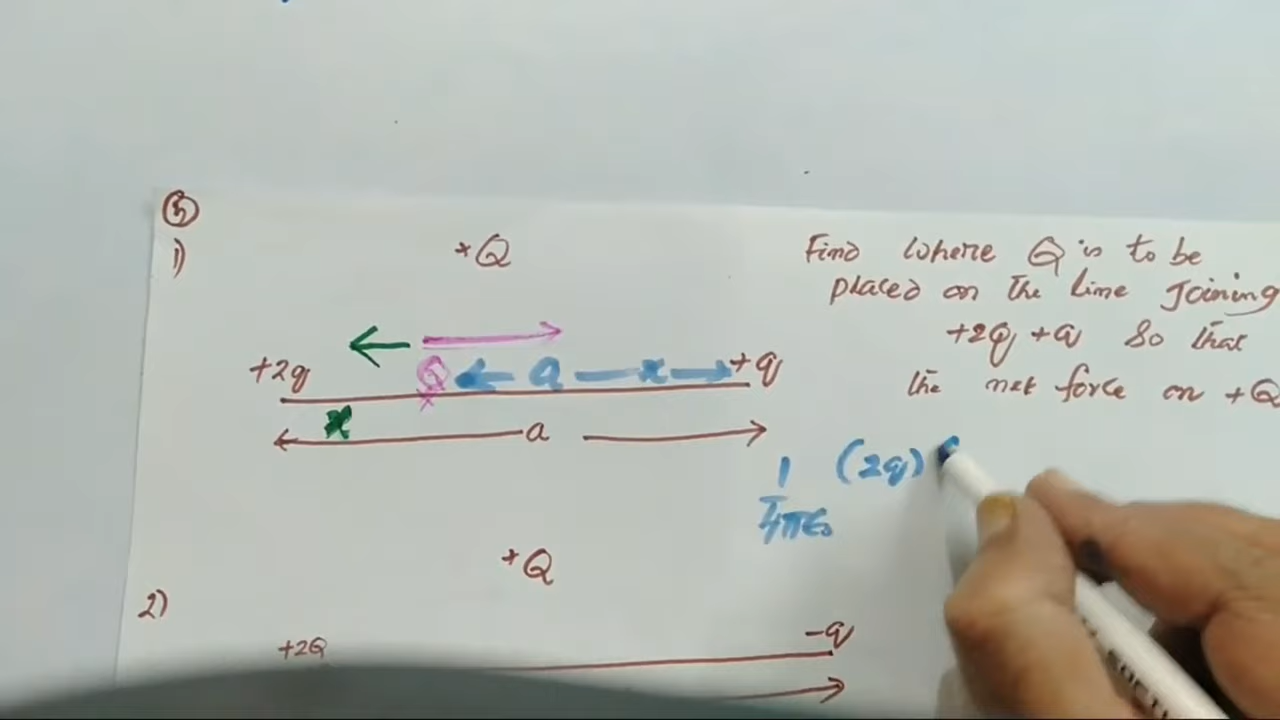 3
1)
+Q
Find where Q is to be
placed on the line Joining
+2q +q So that
the net force on +Q
+2q Q a — x +q
x
a
1/4πε₀ (2q)
+Q
2)
+2Q -q